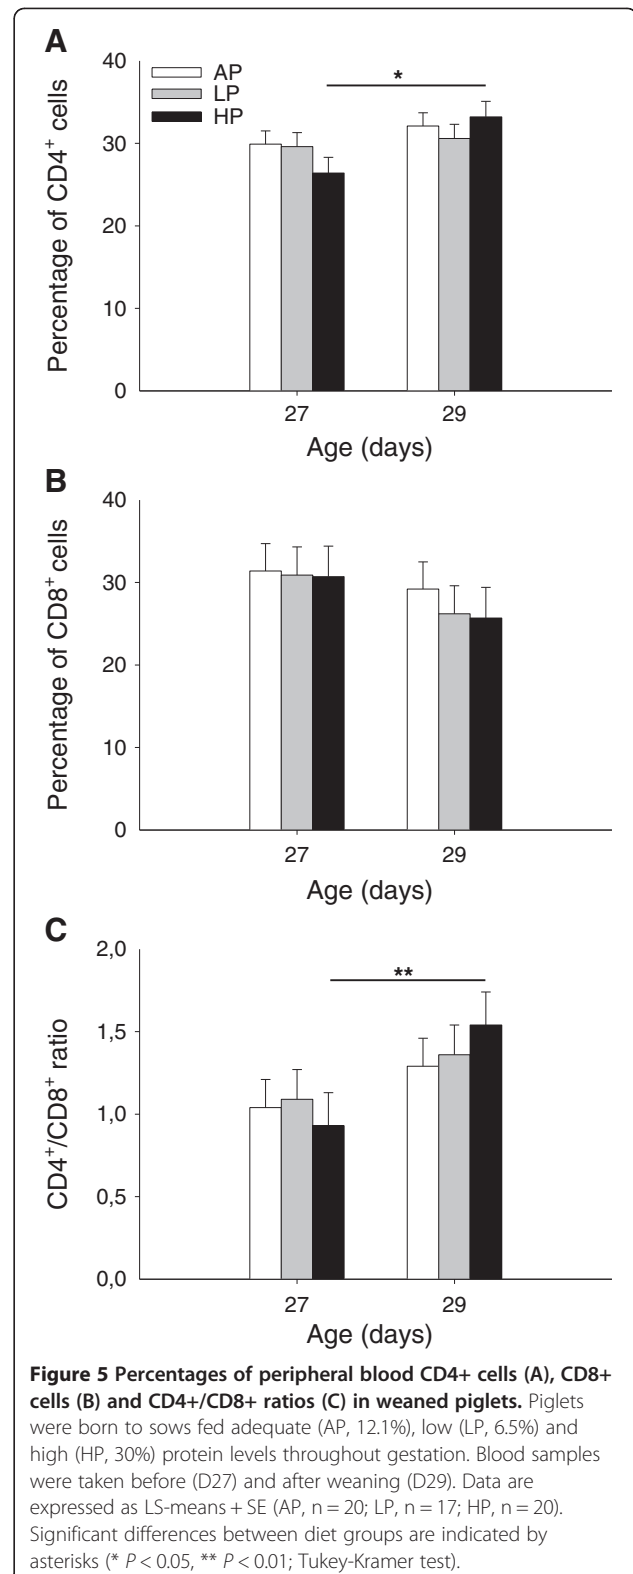 A
40
30
20
10
0
Percentage of CD4+ cells
AP
LP
HP
*
27 29
Age (days)
B
40
30
20
10
0
Percentage of CD8+ cells
27 29
Age (days)
C
2,0
1,5
1,0
0,5
0,0
CD4+/CD8+ ratio
**
27 29
Age (days)
Figure 5 Percentages of peripheral blood CD4+ cells (A), CD8+
cells (B) and CD4+/CD8+ ratios (C) in weaned piglets. Piglets
were born to sows fed adequate (AP, 12.1%), low (LP, 6.5%) and
high (HP, 30%) protein levels throughout gestation. Blood samples
were taken before (D27) and after weaning (D29). Data are
expressed as LS-means + SE (AP, n = 20; LP, n = 17; HP, n = 20).
Significant differences between diet groups are indicated by
asterisks (* P < 0.05, ** P < 0.01; Tukey-Kramer test).